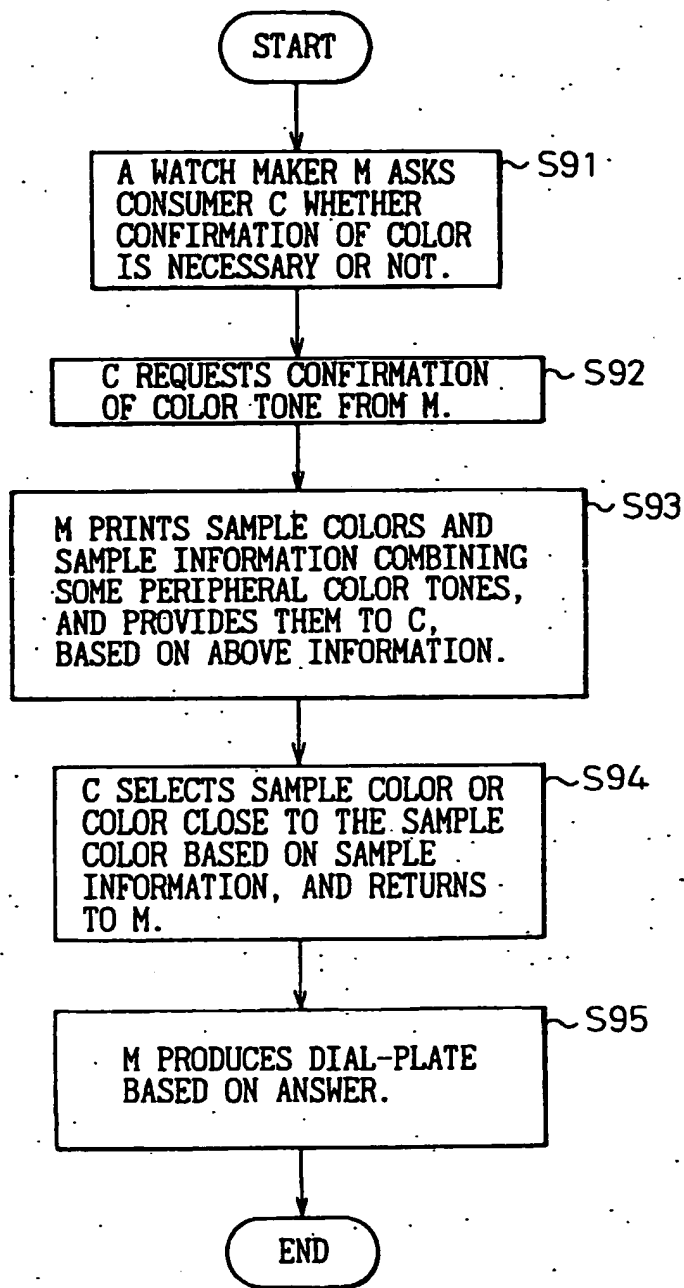 START
A WATCH MAKER M ASKS
CONSUMER C WHETHER
CONFIRMATION OF COLOR
IS NECESSARY OR NOT.
S91
C REQUESTS CONFIRMATION
OF COLOR TONE FROM M.
S92
M PRINTS SAMPLE COLORS AND
SAMPLE INFORMATION COMBINING
SOME PERIPHERAL COLOR TONES,
AND PROVIDES THEM TO C,
BASED ON ABOVE INFORMATION.
S93
C SELECTS SAMPLE COLOR OR
COLOR CLOSE TO THE SAMPLE
COLOR BASED ON SAMPLE
INFORMATION, AND RETURNS
TO M.
S94
M PRODUCES DIAL-PLATE
BASED ON ANSWER.
S95
END